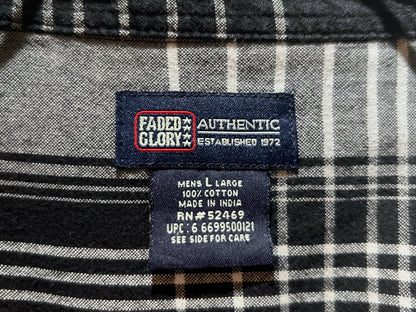 FADED
GLORY
AUTHENTIC
ESTABLISHED 1972
MENS L LARGE
100% COTTON
MADE IN INDIA
RN# 52469
UPC : 6 6699500121
SEE SIDE FOR CARE